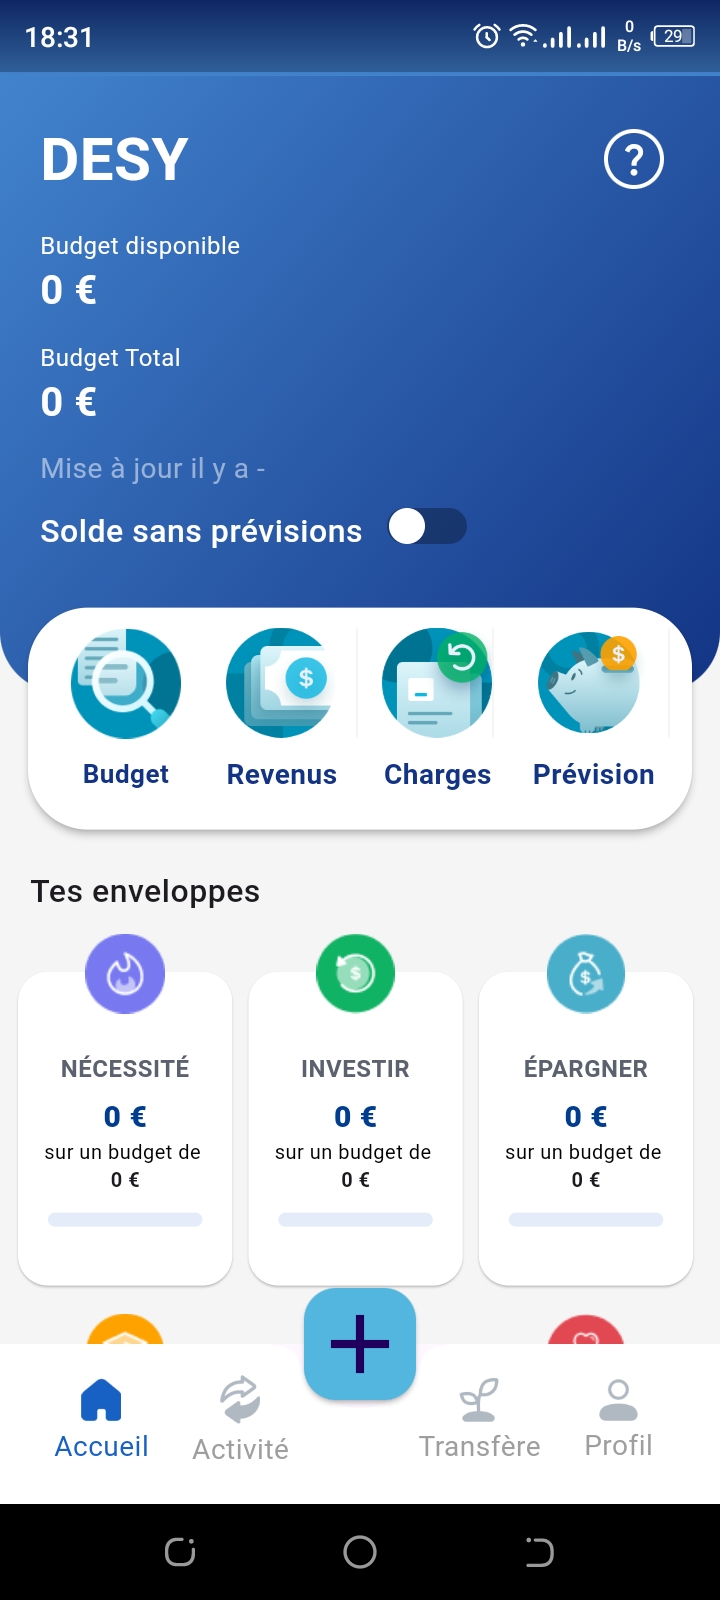 18:31
0
B/s
29
DESY
?
Budget disponible
0 €
Budget Total
0 €
Mise à jour il y a -
Solde sans prévisions
$
$
Budget
Revenus
Charges
Prévision
Tes enveloppes
$
$
NÉCESSITÉ
INVESTIR
ÉPARGNER
0 €
0 €
0 €
sur un budget de
0 €
sur un budget de
0 €
sur un budget de
0 €
Accueil
Activité
Transfère
Profil